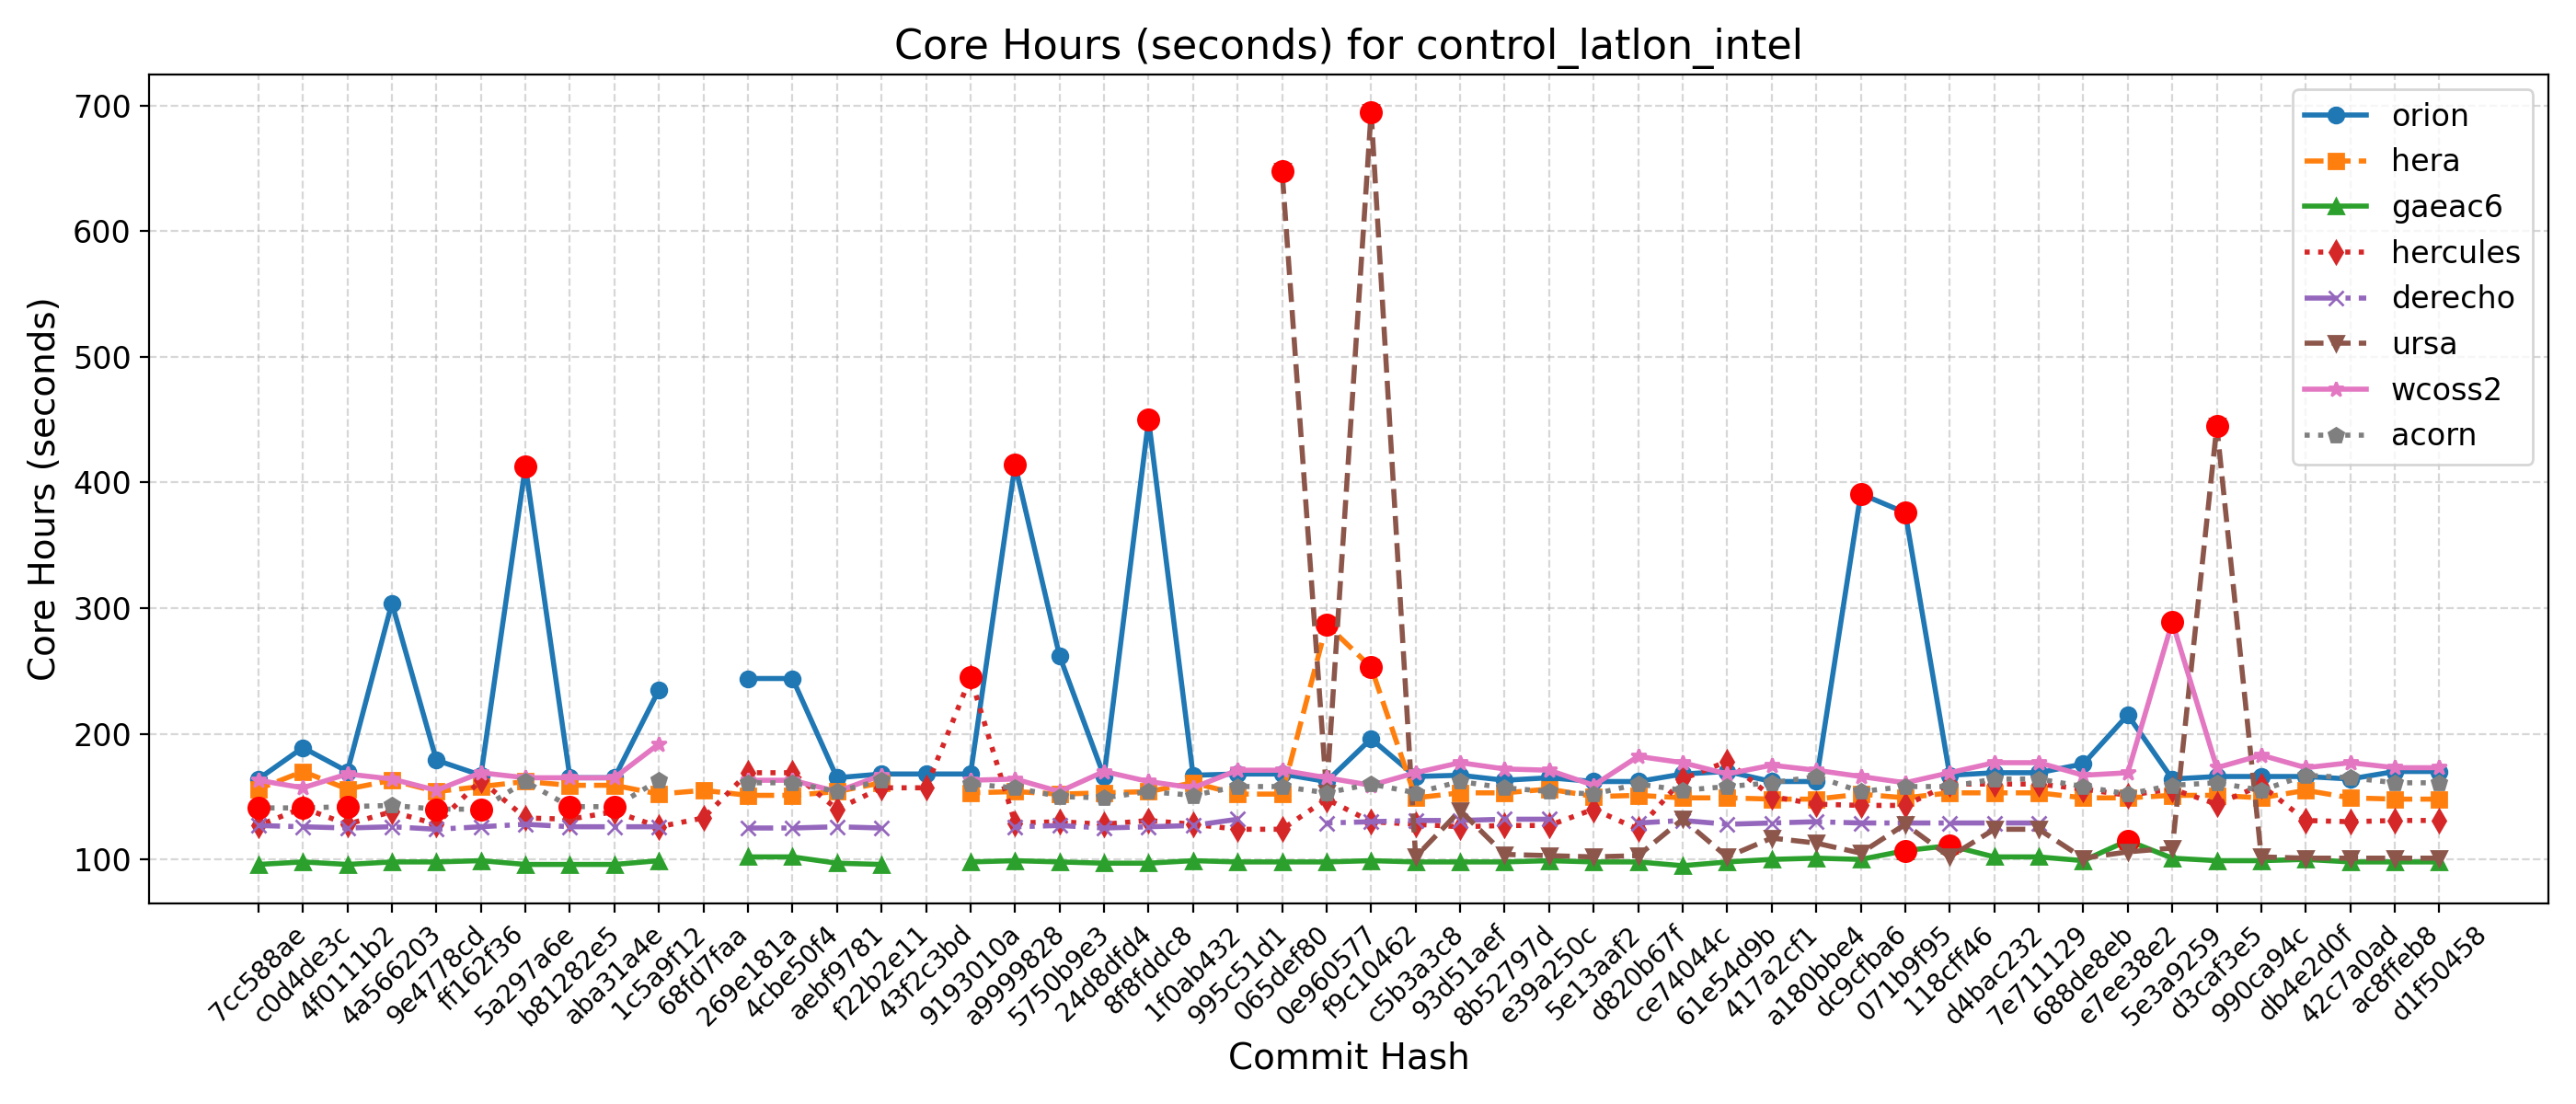 Core Hours (seconds) for control_latlon_intel
Core Hours (seconds)
700
600
500
400
300
200
100
orion
hera
gaeac6
hercules
derecho
ursa
wcoss2
acorn
7cc588ae
c0d4de3c
4f0111b2
4a566203
9e4778cd
ff162f36
5a297a6e
b81282e5
aba31a4e
1c5a9f12
68fd7faa
269e181a
4cbe50f4
aebf9781
f22b2e11
43f2c3bd
9193010a
a9999828
5750b9e3
24d8dfd4
8f8fddc8
1f0ab432
995c51d1
065def80
0e960577
f9c10462
c5b3a3c8
93d51aef
8b52797d
e39a250c
5e13aaf2
d820b67f
ce74044c
61e54d9b
417a2cf1
a180bbe4
dc9cfba6
071b9f95
118cff46
d4bac232
7e711129
688de8eb
e7ee38e2
5e3a9259
d3caf3e5
990ca94c
db4e2d0f
42c7a0ad
ac8ffeb8
d1f50458
Commit Hash